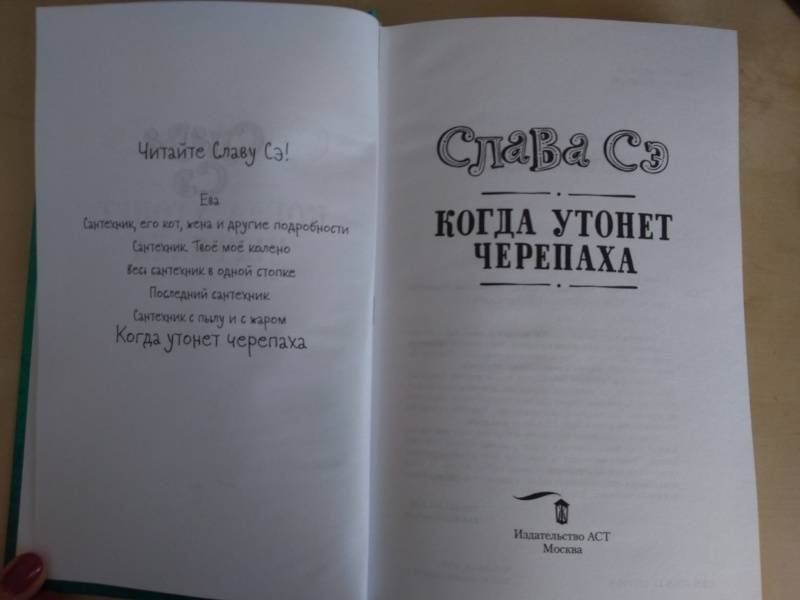 Читайте Славу Сэ!
Ева
Сантехник, его кот, жена и другие подробности
Сантехник. Твоё моё колено
Весь сантехник в одной стопке
Последний сантехник
Сантехник с пылу и с жаром
Когда утонет черепаха
Слава Сэ
КОГДА УТОНЕТ
ЧЕРЕПАХА
Издательство АСТ
Москва